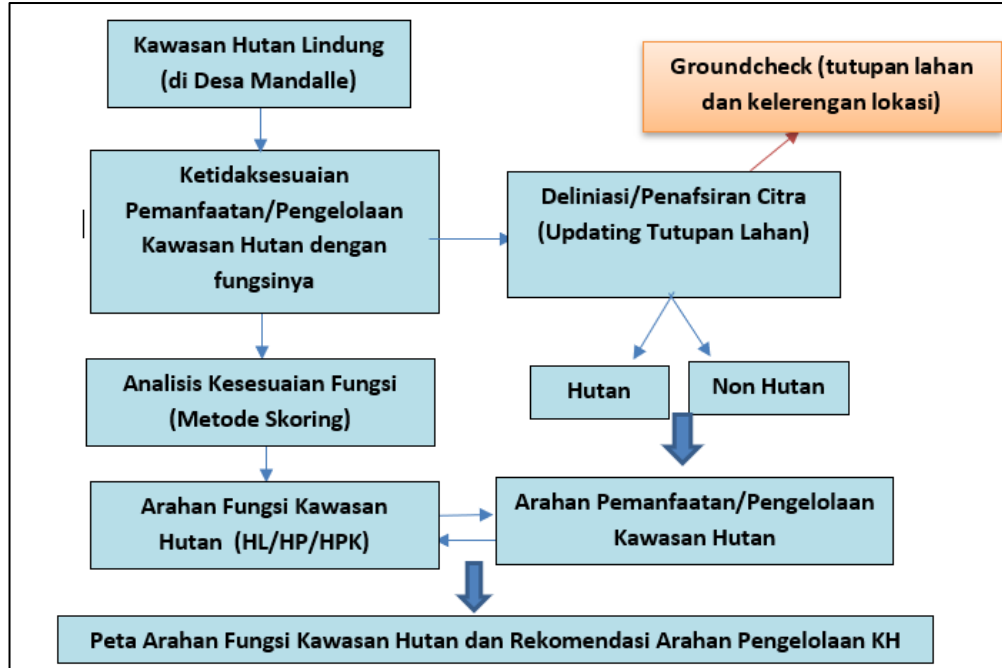 Kawasan Hutan Lindung
(di Desa Mandalle)
Groundcheck (tutupan lahan
dan kelerengan lokasi)
Ketidaksesuaian
Pemanfaatan/Pengelolaan
Kawasan Hutan dengan
fungsinya
Deliniasi/Penafsiran Citra
(Updating Tutupan Lahan)
Hutan
Non Hutan
Analisis Kesesuaian Fungsi
(Metode Skoring)
Arahan Fungsi Kawasan
Hutan (HL/HP/HPK)
Arahan Pemanfaatan/Pengelolaan
Kawasan Hutan
Peta Arahan Fungsi Kawasan Hutan dan Rekomendasi Arahan Pengelolaan KH